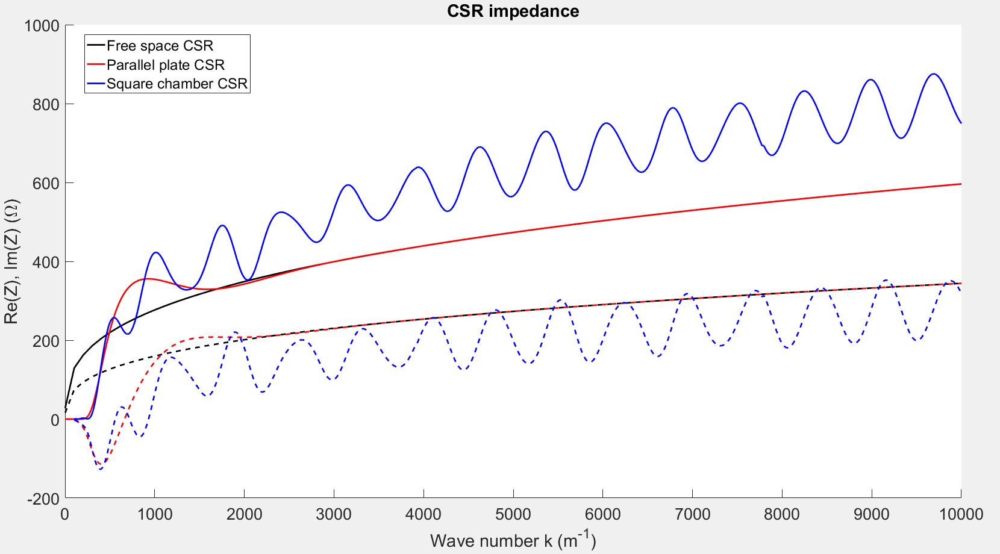 CSR impedance
Free space CSR
Parallel plate CSR
Square chamber CSR
Re(Z), Im(Z) (Ω)
1000
800
600
400
200
0
-200
0 1000 2000 3000 4000 5000 6000 7000 8000 9000 10000
Wave number k (m⁻¹)